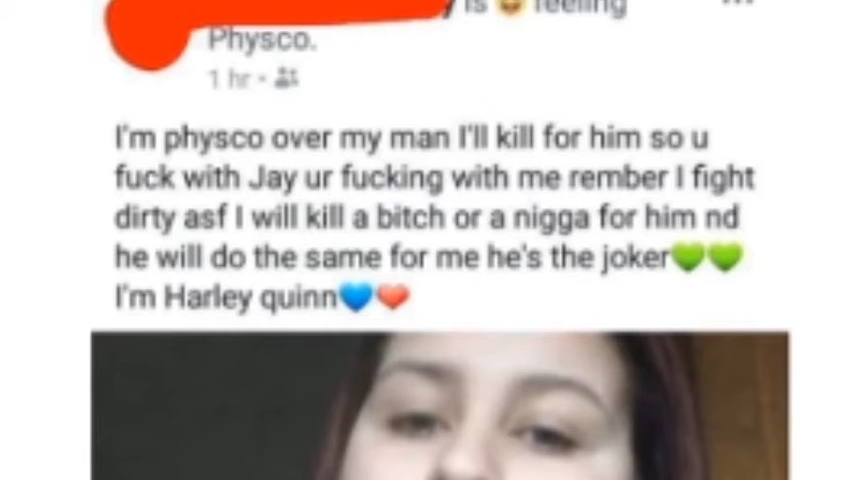 is 😄 feeling
Physco.
1 hr ·
I'm physco over my man I'll kill for him so u
fuck with Jay ur fucking with me rember I fight
dirty asf I will kill a bitch or a nigga for him nd
he will do the same for me he's the joker💚💚
I'm Harley quinn💙❤️